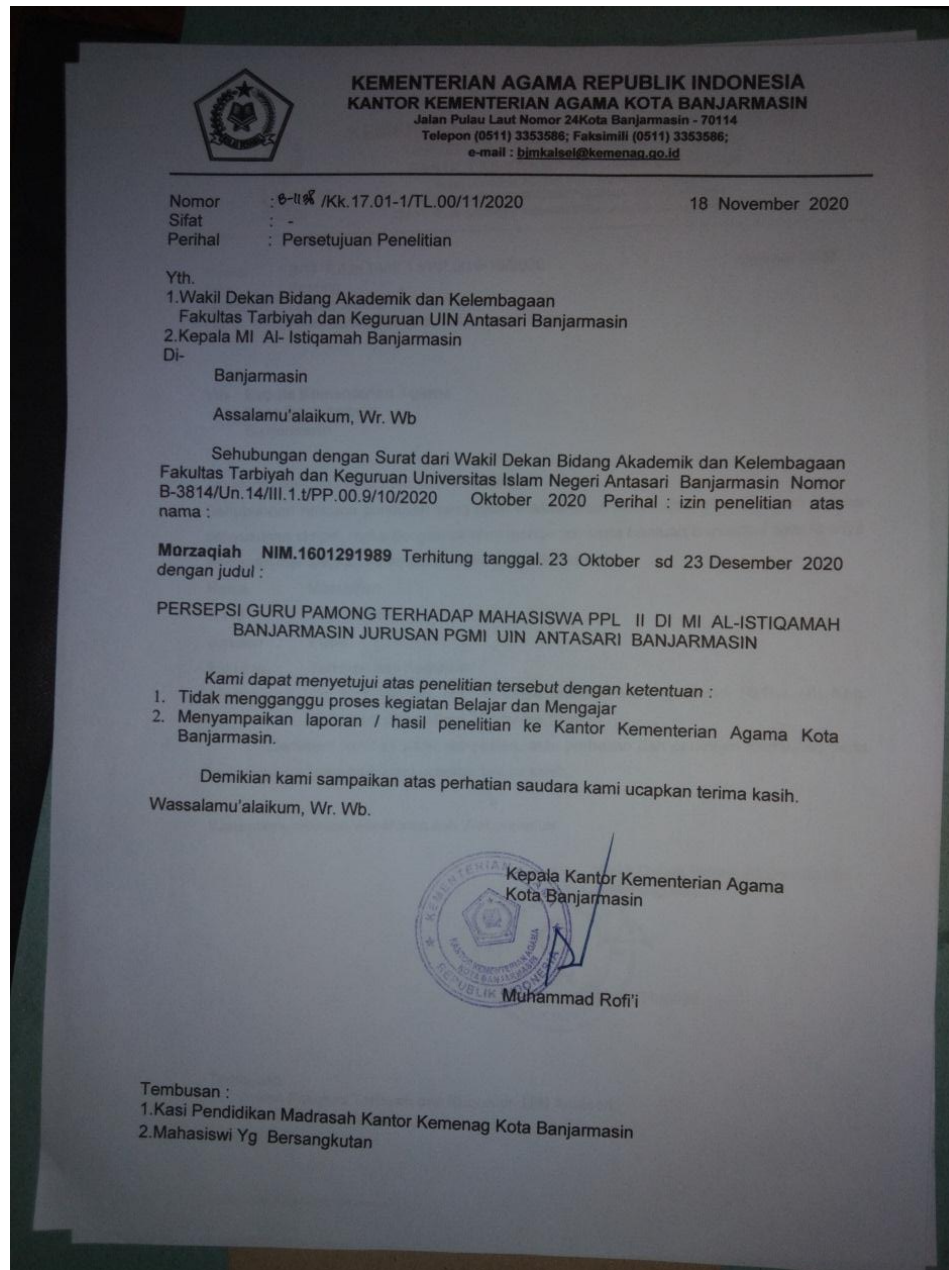 KEMENTERIAN AGAMA REPUBLIK INDONESIA
KANTOR KEMENTERIAN AGAMA KOTA BANJARMASIN
Jalan Pulau Laut Nomor 24Kota Banjarmasin - 70114
Telepon (0511) 3353586; Faksimili (0511) 3353586;
e-mail : bjmkalsel@kemenag.go.id
Nomor : /Kk.17.01-1/TL.00/11/2020 18 November 2020
Sifat : -
Perihal : Persetujuan Penelitian
Yth.
1.Wakil Dekan Bidang Akademik dan Kelembagaan
Fakultas Tarbiyah dan Keguruan UIN Antasari Banjarmasin
2.Kepala MI Al- Istiqamah Banjarmasin
Di-
Banjarmasin
Assalamu'alaikum, Wr. Wb
Sehubungan dengan Surat dari Wakil Dekan Bidang Akademik dan Kelembagaan
Fakultas Tarbiyah dan Keguruan Universitas Islam Negeri Antasari Banjarmasin Nomor
B-3814/Un.14/III.1.t/PP.00.9/10/2020 Oktober 2020 Perihal : izin penelitian atas
nama :
Morzaqiah NIM.1601291989 Terhitung tanggal. 23 Oktober sd 23 Desember 2020
dengan judul :
PERSEPSI GURU PAMONG TERHADAP MAHASISWA PPL II DI MI AL-ISTIQAMAH
BANJARMASIN JURUSAN PGMI UIN ANTASARI BANJARMASIN
Kami dapat menyetujui atas penelitian tersebut dengan ketentuan :
1. Tidak mengganggu proses kegiatan Belajar dan Mengajar
2. Menyampaikan laporan / hasil penelitian ke Kantor Kementerian Agama Kota
Banjarmasin.
Demikian kami sampaikan atas perhatian saudara kami ucapkan terima kasih.
Wassalamu'alaikum, Wr. Wb.
Kepala Kantor Kementerian Agama
Kota Banjarmasin
KEMENTERIAN AGAMA
KANTOR KEMENTERIAN AGAMA
KOTA BANJARMASIN
REPUBLIK INDONESIA
Muhammad Rofi'i
Tembusan :
1.Kasi Pendidikan Madrasah Kantor Kemenag Kota Banjarmasin
2.Mahasiswi Yg Bersangkutan